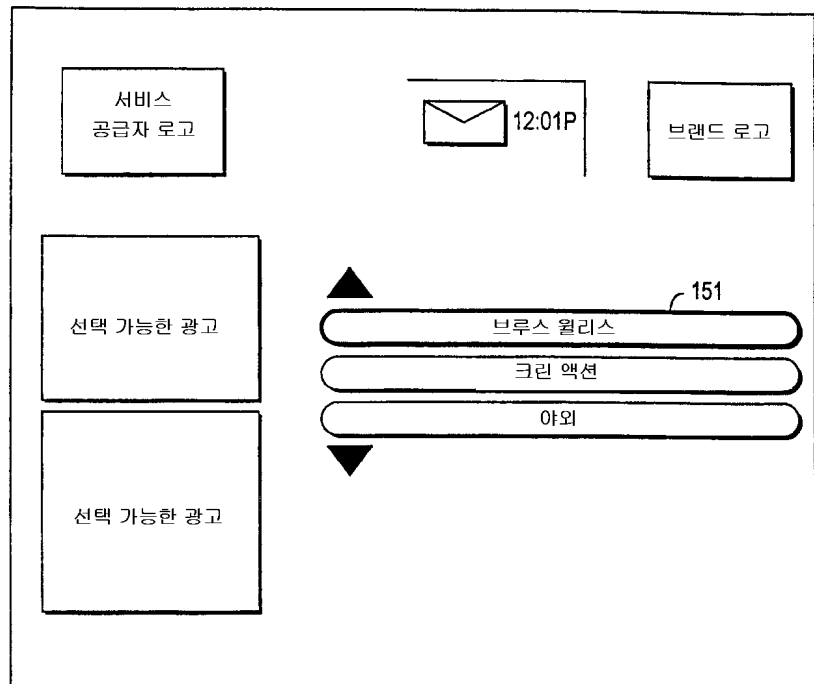 서비스
공급자 로고
12:01P
브랜드 로고
선택 가능한 광고
151
브루스 윌리스
크린 액션
야외
선택 가능한 광고